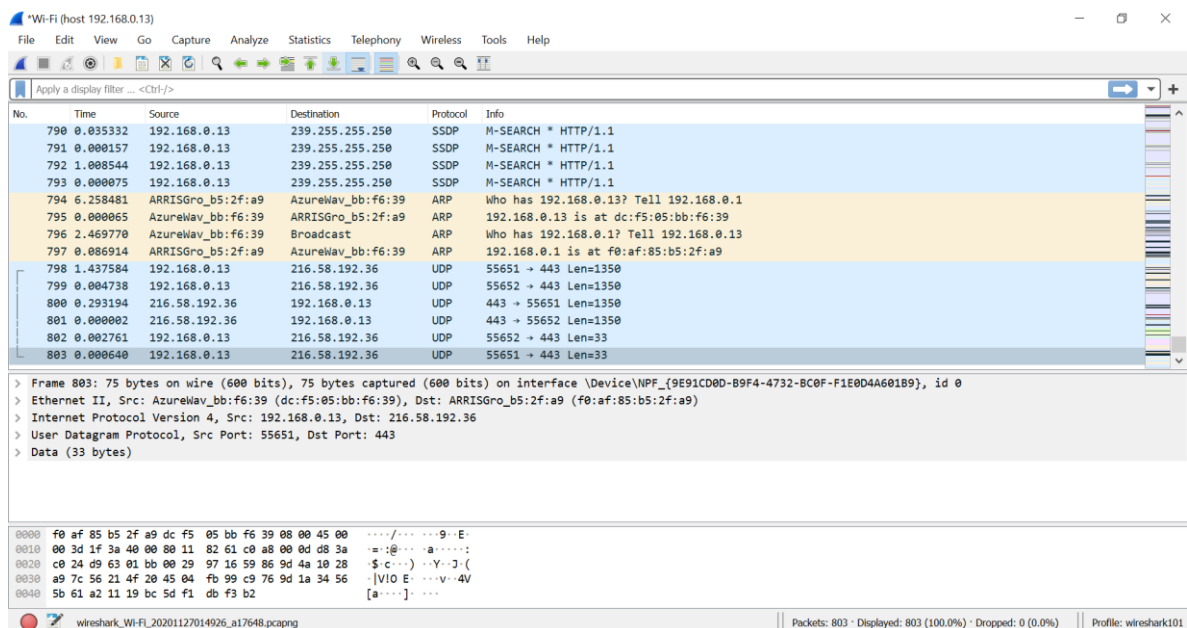 *Wi-Fi (host 192.168.0.13)
File Edit View Go Capture Analyze Statistics Telephony Wireless Tools Help
Apply a display filter ... <Ctrl-/>
No. Time Source Destination Protocol Info
790 0.035332 192.168.0.13 239.255.255.250 SSDP M-SEARCH * HTTP/1.1
791 0.000157 192.168.0.13 239.255.255.250 SSDP M-SEARCH * HTTP/1.1
792 1.008544 192.168.0.13 239.255.255.250 SSDP M-SEARCH * HTTP/1.1
793 0.000075 192.168.0.13 239.255.255.250 SSDP M-SEARCH * HTTP/1.1
794 6.258481 ARRISGro_b5:2f:a9 AzureWav_bb:f6:39 ARP Who has 192.168.0.13? Tell 192.168.0.1
795 0.000065 AzureWav_bb:f6:39 ARRISGro_b5:2f:a9 ARP 192.168.0.13 is at dc:f5:05:bb:f6:39
796 2.469770 AzureWav_bb:f6:39 Broadcast ARP Who has 192.168.0.1? Tell 192.168.0.13
797 0.086914 ARRISGro_b5:2f:a9 AzureWav_bb:f6:39 ARP 192.168.0.1 is at f0:af:85:b5:2f:a9
798 1.437584 192.168.0.13 216.58.192.36 UDP 55651 → 443 Len=1350
799 0.004738 192.168.0.13 216.58.192.36 UDP 55652 → 443 Len=1350
800 0.293194 216.58.192.36 192.168.0.13 UDP 443 → 55651 Len=1350
801 0.000002 216.58.192.36 192.168.0.13 UDP 443 → 55652 Len=1350
802 0.002761 192.168.0.13 216.58.192.36 UDP 55652 → 443 Len=33
803 0.000640 192.168.0.13 216.58.192.36 UDP 55651 → 443 Len=33
> Frame 803: 75 bytes on wire (600 bits), 75 bytes captured (600 bits) on interface \Device\NPF_{9E91CD0D-B9F4-4732-BC0F-F1E0D4A601B9}, id 0
> Ethernet II, Src: AzureWav_bb:f6:39 (dc:f5:05:bb:f6:39), Dst: ARRISGro_b5:2f:a9 (f0:af:85:b5:2f:a9)
> Internet Protocol Version 4, Src: 192.168.0.13, Dst: 216.58.192.36
> User Datagram Protocol, Src Port: 55651, Dst Port: 443
> Data (33 bytes)
0000 f0 af 85 b5 2f a9 dc f5 05 bb f6 39 08 00 45 00 ····/··· ···9··E·
0010 00 3d 1f 3a 40 00 80 11 82 61 c0 a8 00 0d d8 3a ·=·:@··· ·a·····:
0020 c0 24 d9 63 01 bb 00 29 97 16 59 86 9d 4a 10 28 ·$·c···) ··Y··J·(
0030 a9 7c 56 21 4f 20 45 04 fb 99 c9 76 9d 1a 34 56 ·|V!O E· ···v··4V
0040 5b 61 a2 11 19 bc 5d f1 db f3 b2 [a····]· ···
wireshark_Wi-Fi_20201127014926_a17648.pcapng Packets: 803 · Displayed: 803 (100.0%) · Dropped: 0 (0.0%) Profile: wireshark101